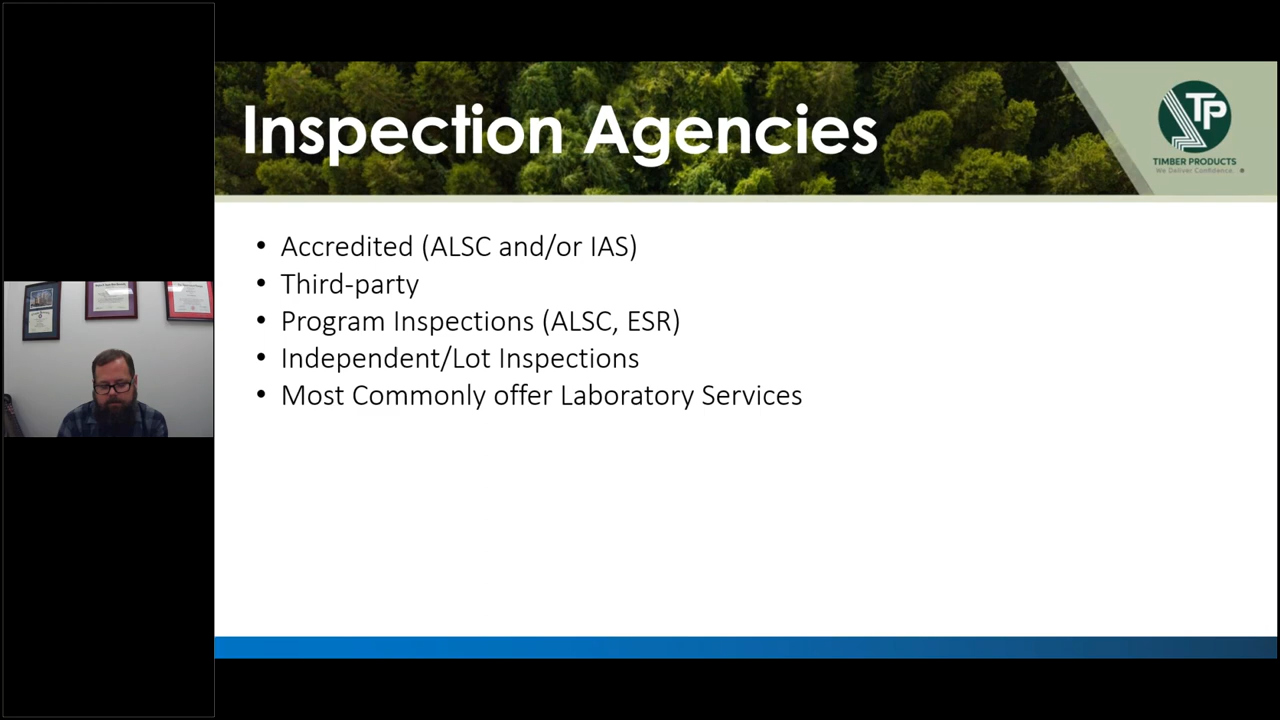 Inspection Agencies
TP
TIMBER PRODUCTS
We Deliver Confidence.
• Accredited (ALSC and/or IAS)
• Third-party
• Program Inspections (ALSC, ESR)
• Independent/Lot Inspections
• Most Commonly offer Laboratory Services